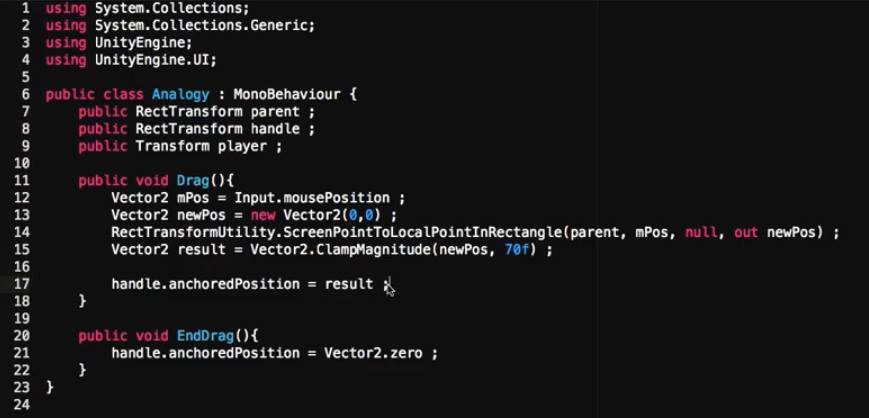 1 using System.Collections;
2 using System.Collections.Generic;
3 using UnityEngine;
4 using UnityEngine.UI;
5
6 public class Analogy : MonoBehaviour {
7     public RectTransform parent ;
8     public RectTransform handle ;
9     public Transform player ;
10
11     public void Drag(){
12         Vector2 mPos = Input.mousePosition ;
13         Vector2 newPos = new Vector2(0,0) ;
14         RectTransformUtility.ScreenPointToLocalPointInRectangle(parent, mPos, null, out newPos) ;
15         Vector2 result = Vector2.ClampMagnitude(newPos, 70f) ;
16
17         handle.anchoredPosition = result ;
18     }
19
20     public void EndDrag(){
21         handle.anchoredPosition = Vector2.zero ;
22     }
23 }
24